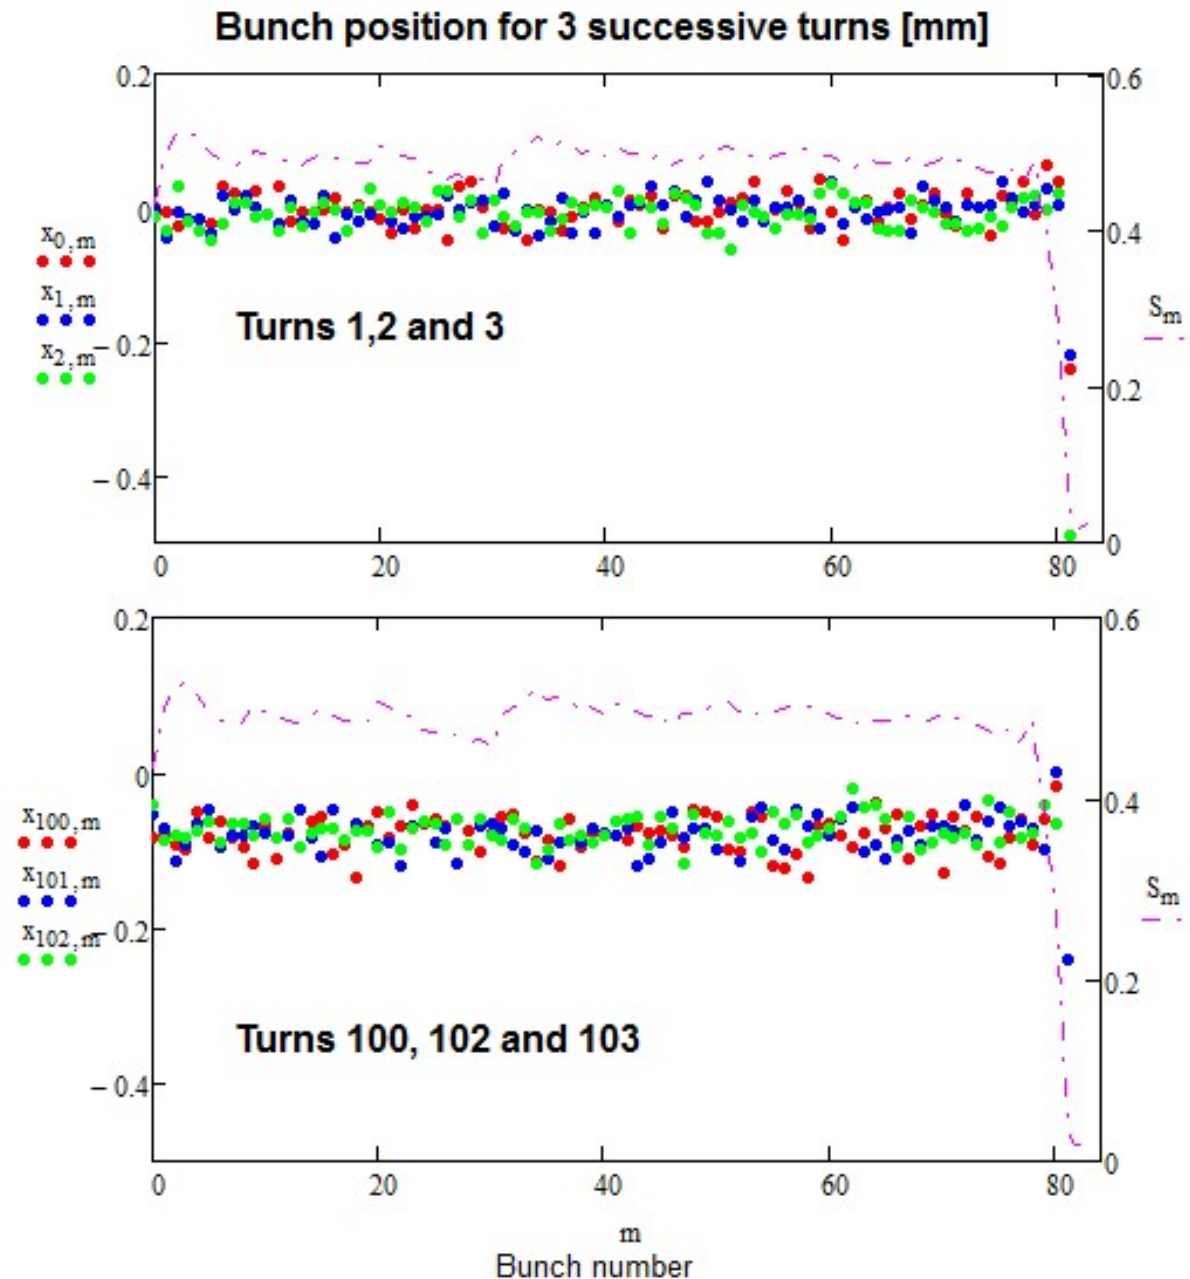 Bunch position for 3 successive turns [mm]
0.2
0
− 0.2
− 0.4
0.6
0.4
0.2
0
x0,m
x1,m
x2,m
Sm
Turns 1,2 and 3
0 20 40 60 80
0.2
0
− 0.2
− 0.4
0.6
0.4
0.2
0
x100,m
x101,m
x102,m
Sm
Turns 100, 102 and 103
0 20 40 60 80
m
Bunch number